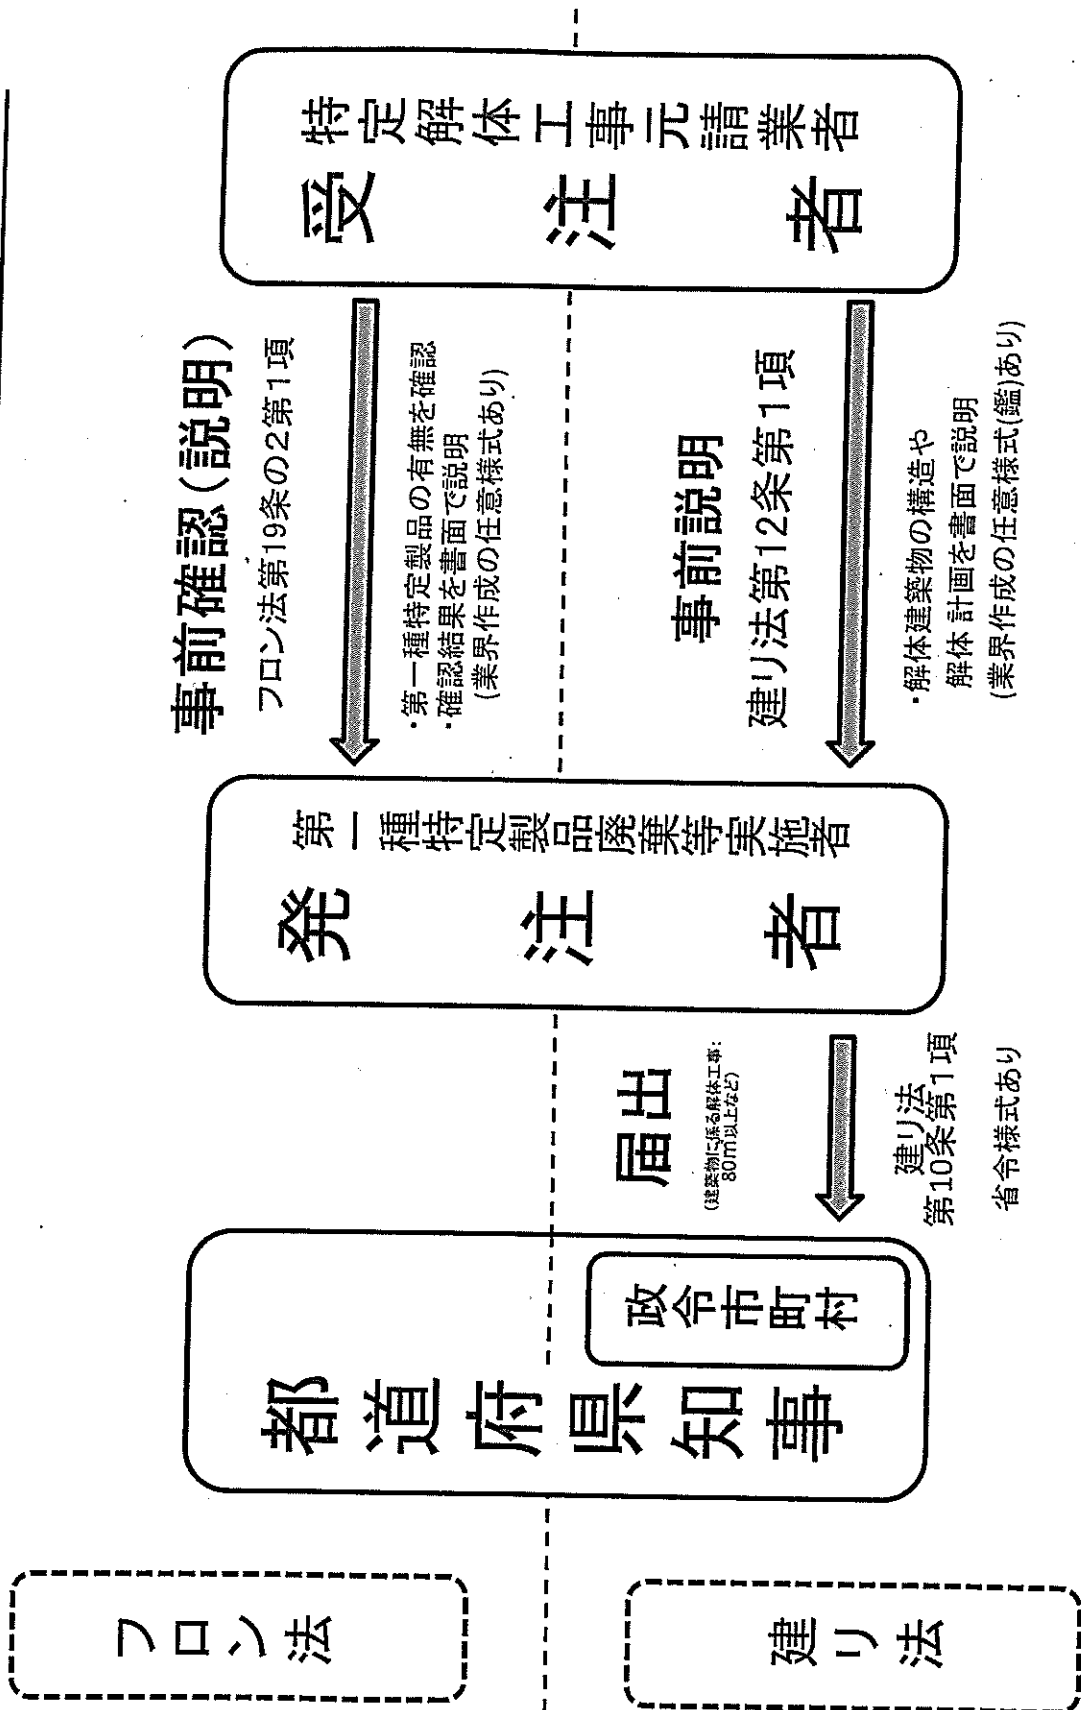 フロン法
建リ法
都道府県知事
政令市町村
届出
(建築物に係る解体工事:
80㎡以上など)
建リ法
第10条第1項
省令様式あり
発注者
第一種特定製品廃棄等実施者
事前確認(説明)
フロン法第19条の2第1項
・第一種特定製品の有無を確認
・確認結果を書面で説明
(業界作成の任意様式あり)
事前説明
建リ法第12条第1項
・解体建築物の構造や
解体計画を書面で説明
(業界作成の任意様式(鑑)あり)
受注者
特定解体工事元請業者